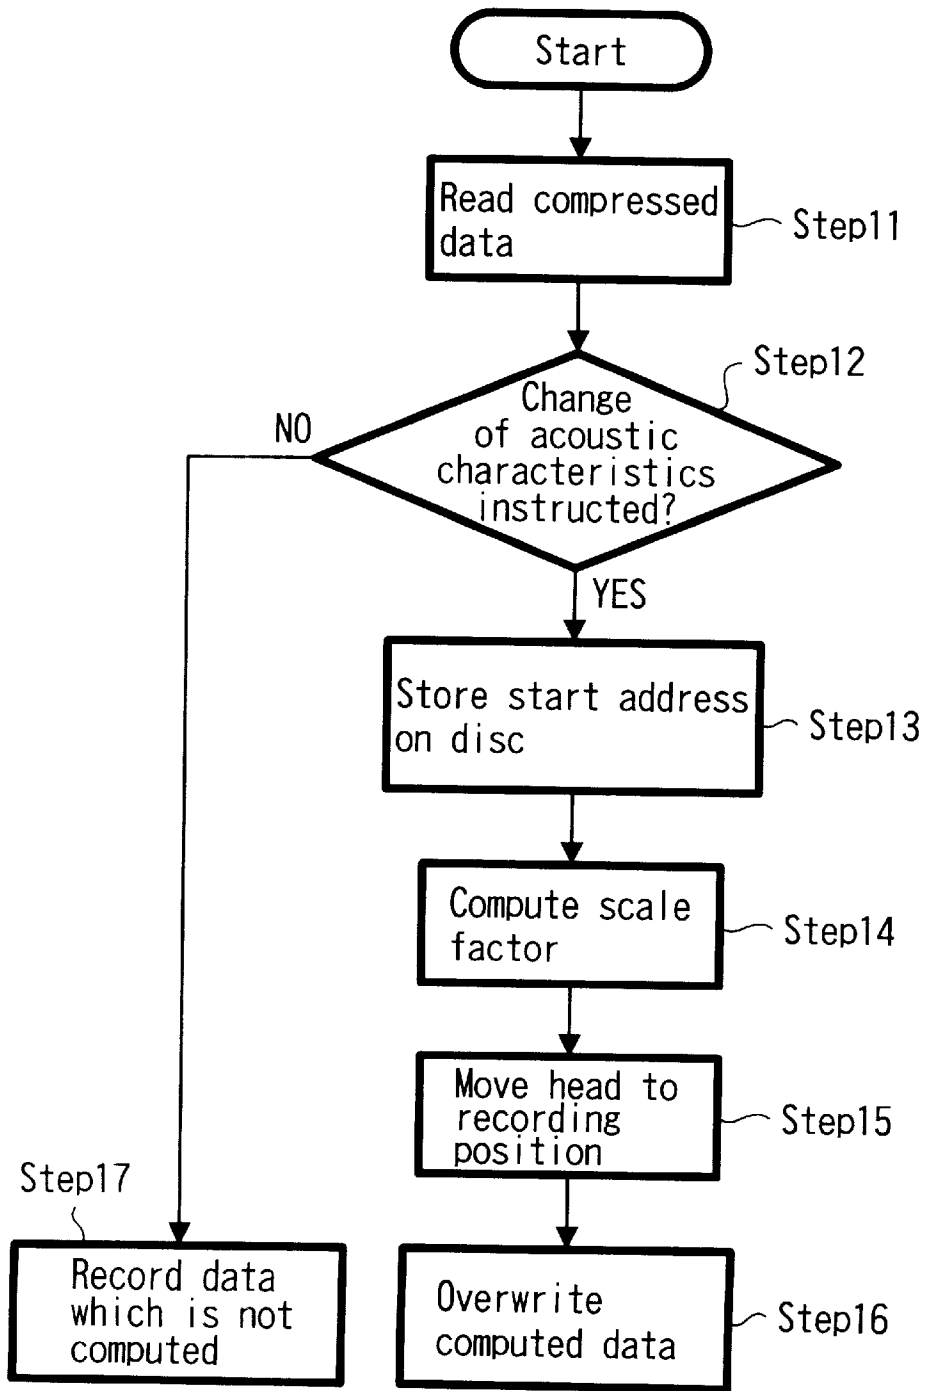 Start
Read compressed
data
Step11
Step12
Change
of acoustic
characteristics
instructed?
NO
YES
Store start address
on disc
Step13
Compute scale
factor
Step14
Move head to
recording
position
Step15
Step17
Record data
which is not
computed
Overwrite
computed data
Step16